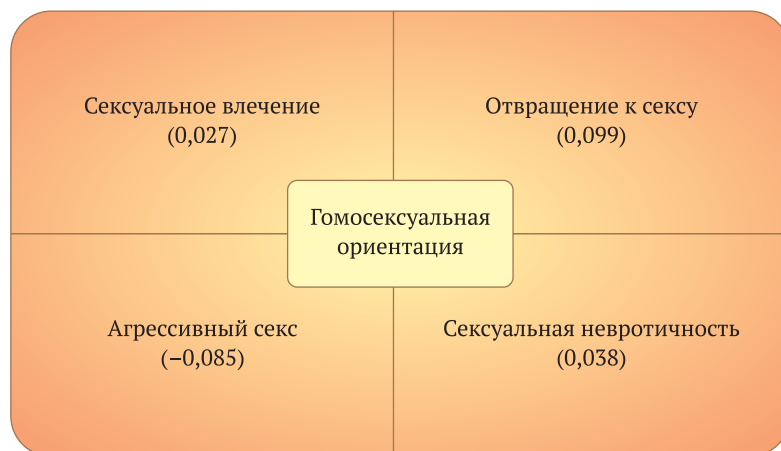 Сексуальное влечение
(0,027)
Отвращение к сексу
(0,099)
Гомосексуальная
ориентация
Агрессивный секс
(−0,085)
Сексуальная невротичность
(0,038)